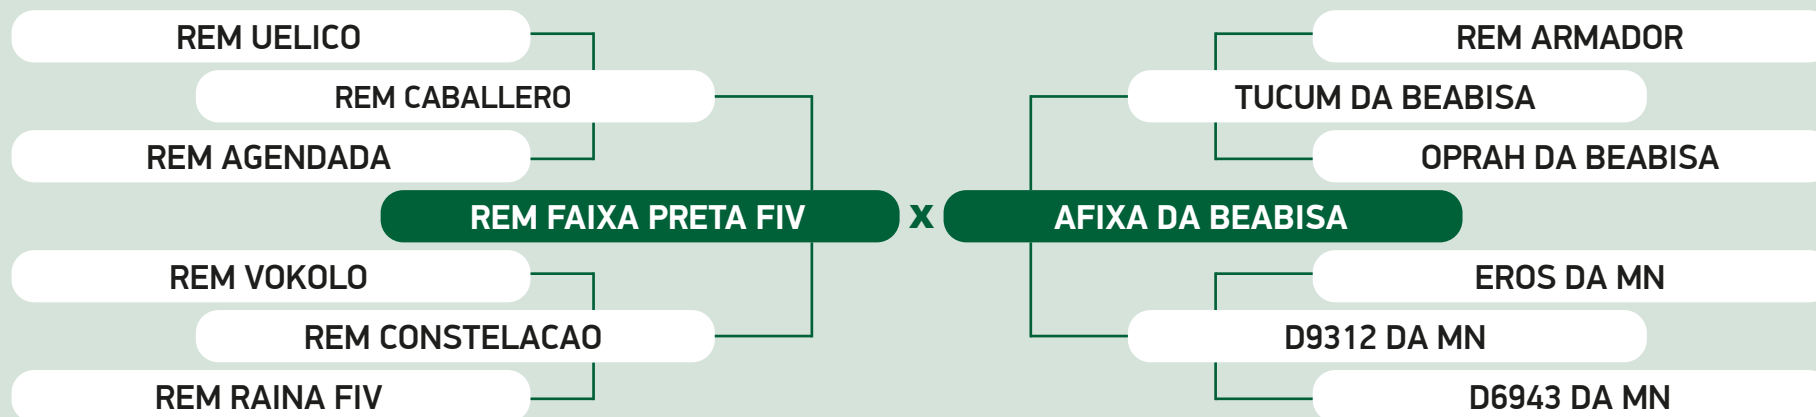 REM UELICO
REM ARMADOR
REM CABALLERO
TUCUM DA BEABISA
REM AGENDADA
OPRAH DA BEABISA
REM FAIXA PRETA FIV X AFIXA DA BEABISA
REM VOKOLO
EROS DA MN
REM CONSTELACAO
D9312 DA MN
REM RAINA FIV
D6943 DA MN